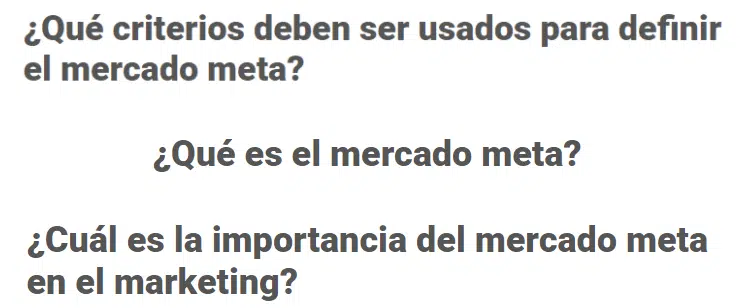 ¿Qué criterios deben ser usados para definir
el mercado meta?
¿Qué es el mercado meta?
¿Cuál es la importancia del mercado meta
en el marketing?